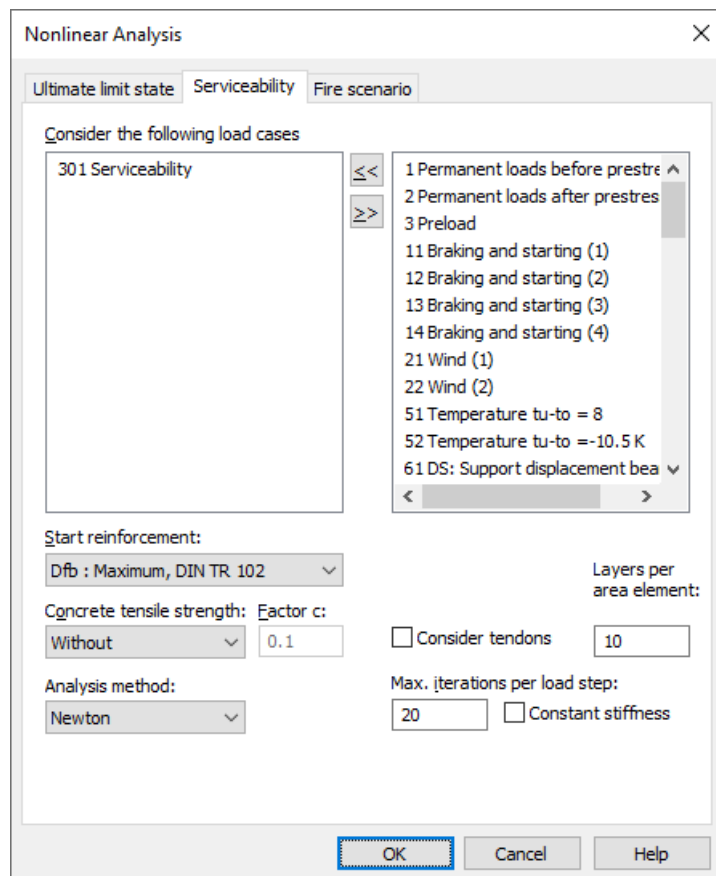 Nonlinear Analysis
Ultimate limit state Serviceability Fire scenario
Consider the following load cases
301 Serviceability
<<
>>
1 Permanent loads before prestre
2 Permanent loads after prestres
3 Preload
11 Braking and starting (1)
12 Braking and starting (2)
13 Braking and starting (3)
14 Braking and starting (4)
21 Wind (1)
22 Wind (2)
51 Temperature tu-to = 8
52 Temperature tu-to =-10.5 K
61 DS: Support displacement bea
Start reinforcement:
Dfb : Maximum, DIN TR 102
Layers per
area element:
Concrete tensile strength: Factor c:
Without 0.1 Consider tendons 10
Analysis method: Max. iterations per load step:
Newton 20 Constant stiffness
OK Cancel Help